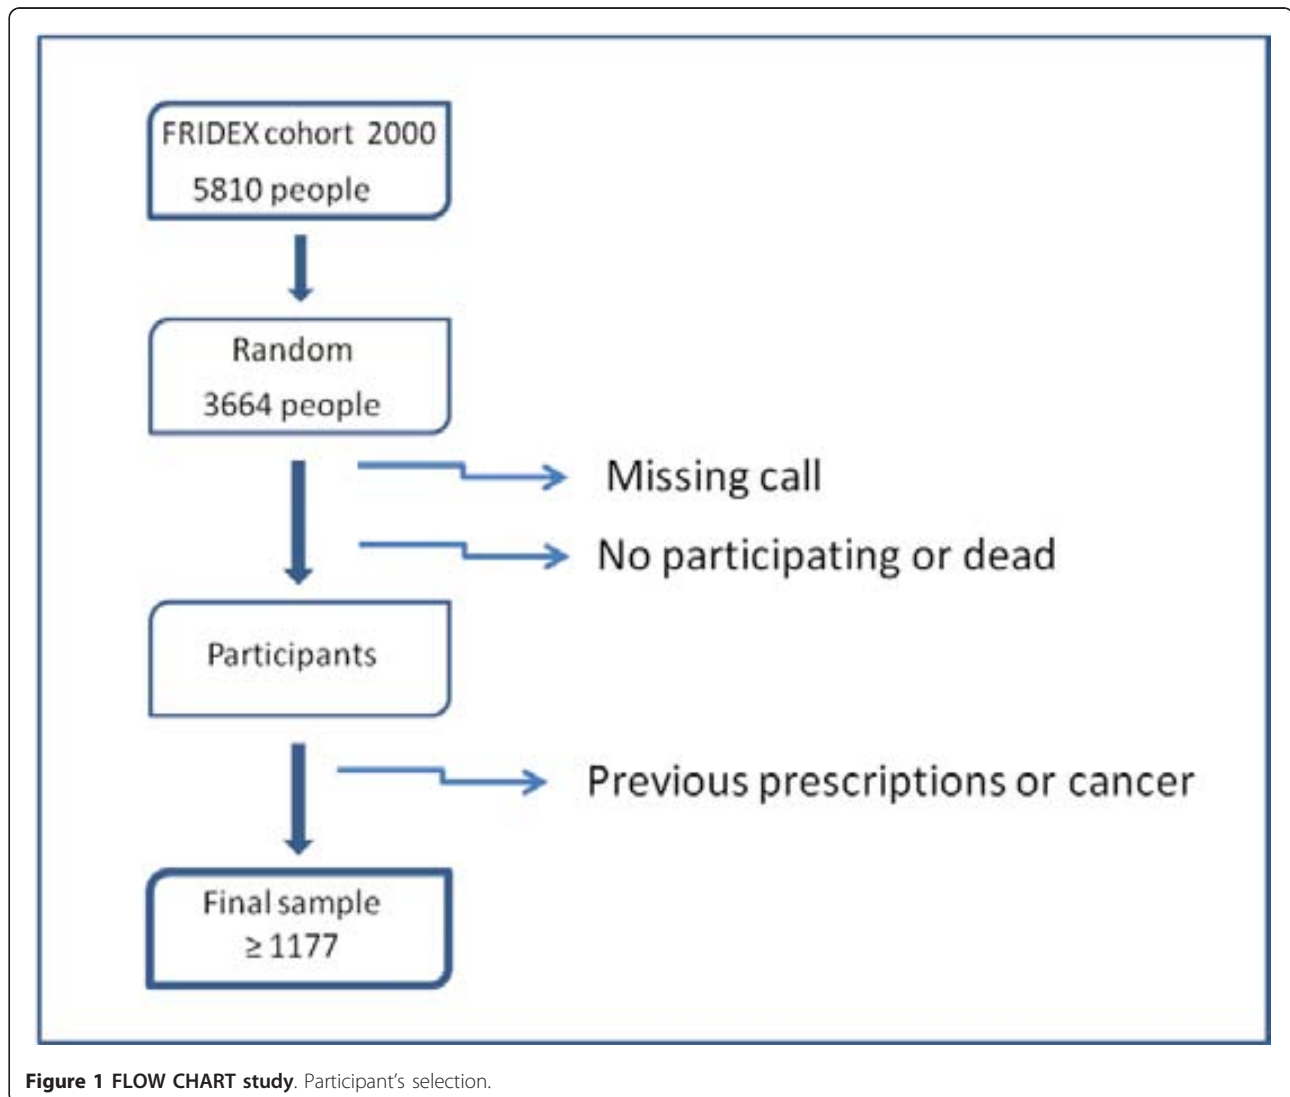 FRIDEX cohort 2000
5810 people
Random
3664 people
Missing call
No participating or dead
Participants
Previous prescriptions or cancer
Final sample
≥ 1177
Figure 1 FLOW CHART study. Participant's selection.